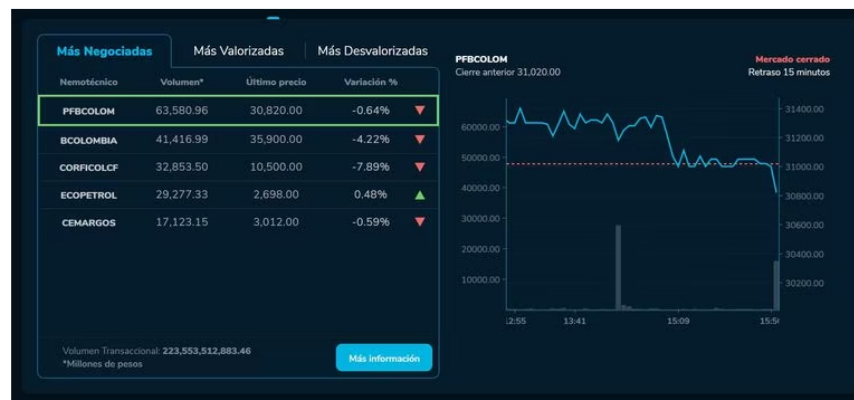 Más Negociadas Más Valorizadas Más Desvalorizadas
Nemotécnico Volumen* Último precio Variación %
PFBCOLOM 63,580.96 30,820.00 -0.64% ▼
BCOLOMBIA 41,416.99 35,900.00 -4.22% ▼
CORFICOLCF 32,853.50 10,500.00 -7.89% ▼
ECOPETROL 29,277.33 2,698.00 0.48% ▲
CEMARGOS 17,123.15 3,012.00 -0.59% ▼
Volumen Transaccional: 223,553,512,883.46
*Millones de pesos
Más información
PFBCOLOM Mercado cerrado
Cierre anterior 31,020.00 Retraso 15 minutos
60000.00
50000.00
40000.00
30000.00
20000.00
10000.00
31400.00
31200.00
31000.00
30800.00
30600.00
30400.00
30200.00
13:41 15:09